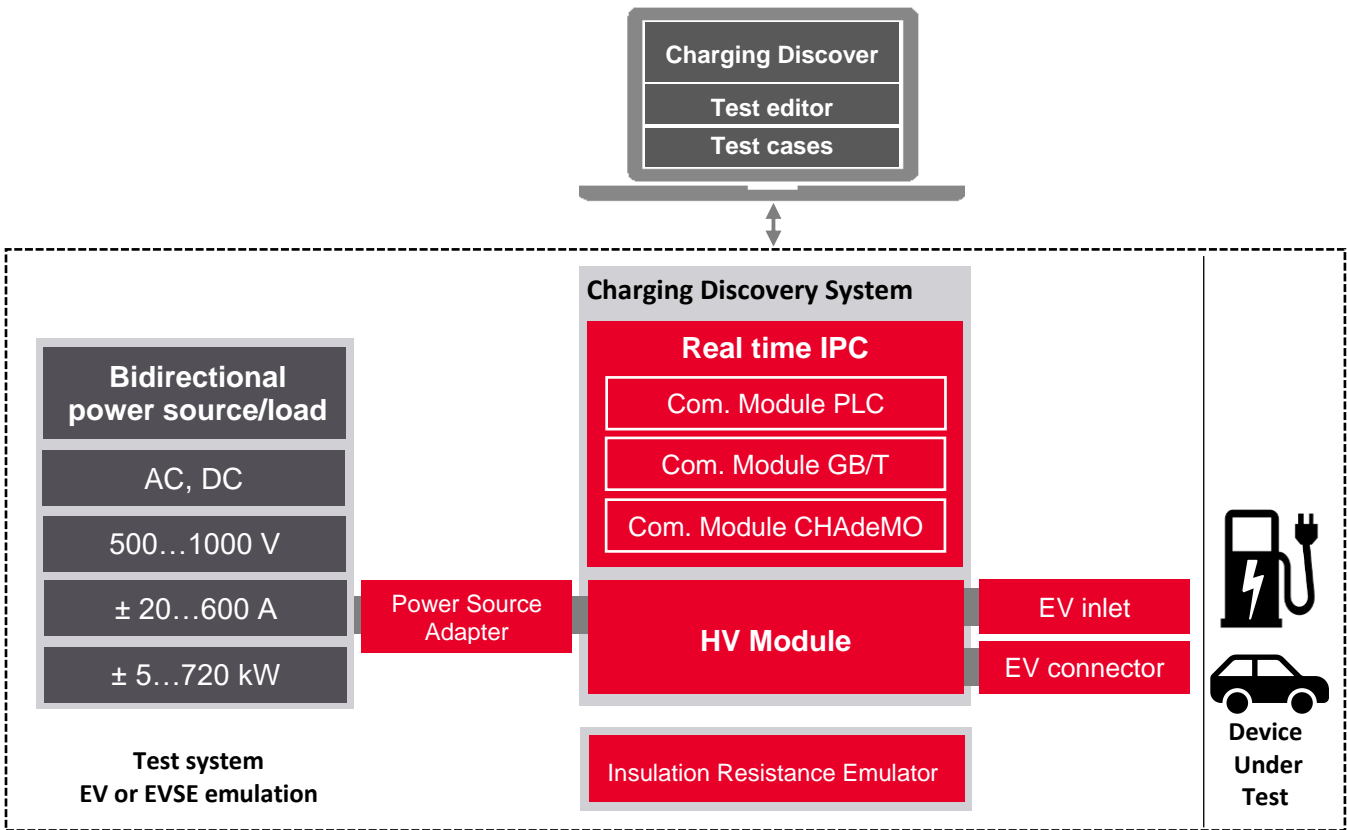 Charging Discover
Test editor
Test cases
Charging Discovery System
Real time IPC
Com. Module PLC
Com. Module GB/T
Com. Module CHAdeMO
Bidirectional
power source/load
AC, DC
500…1000 V
± 20…600 A
± 5…720 kW
Power Source
Adapter
HV Module
EV inlet
EV connector
Insulation Resistance Emulator
Test system
EV or EVSE emulation
Device
Under
Test